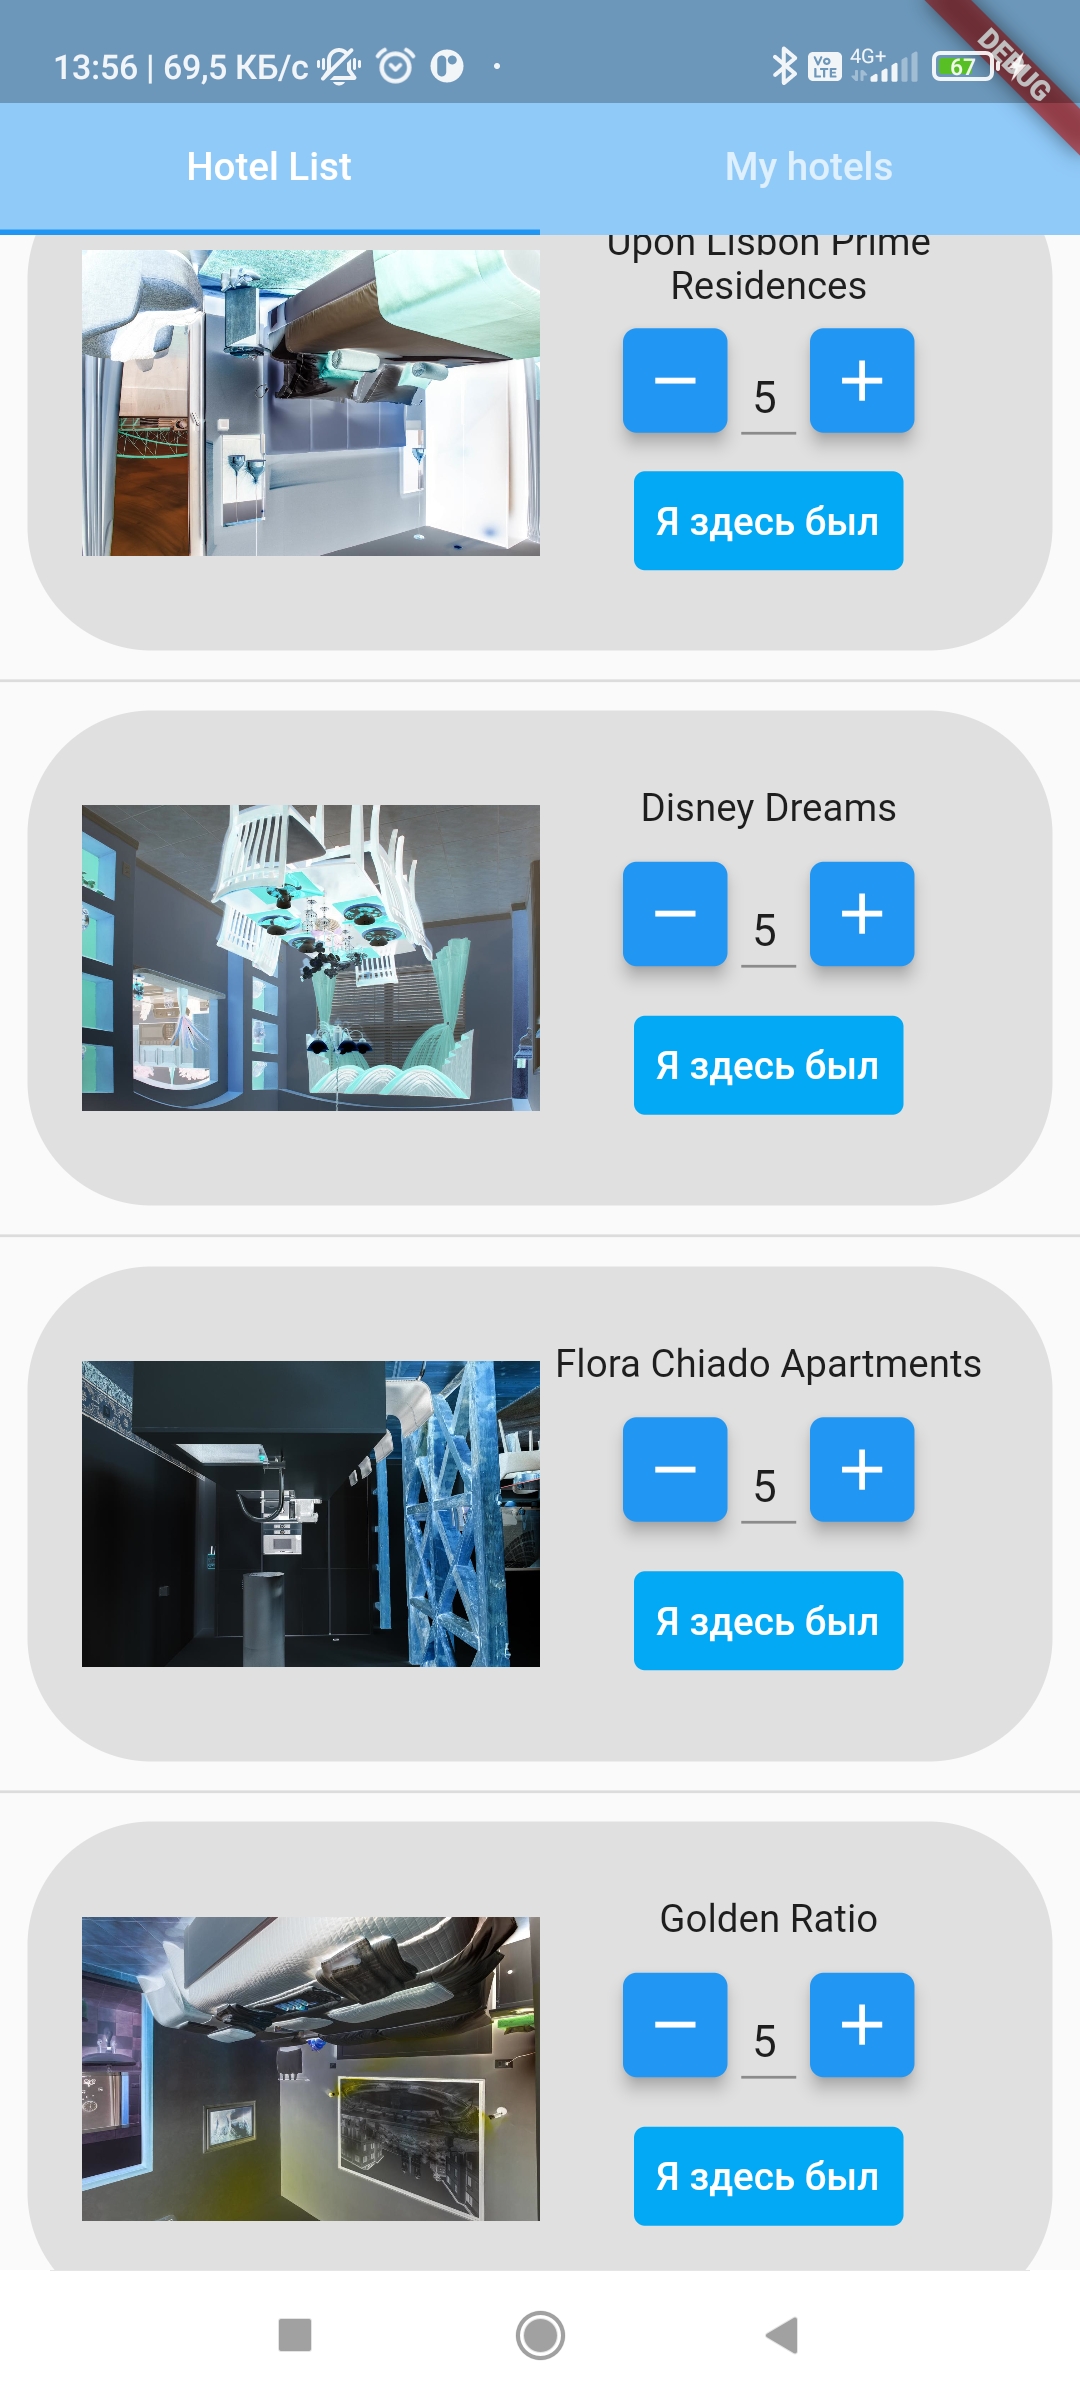 13:56 | 69,5 КБ/с
Vo LTE
4G+
67
DEBUG
Hotel List
My hotels
Upon Lisbon Prime
Residences
5
Я здесь был
Disney Dreams
5
Я здесь был
Flora Chiado Apartments
5
Я здесь был
Golden Ratio
5
Я здесь был